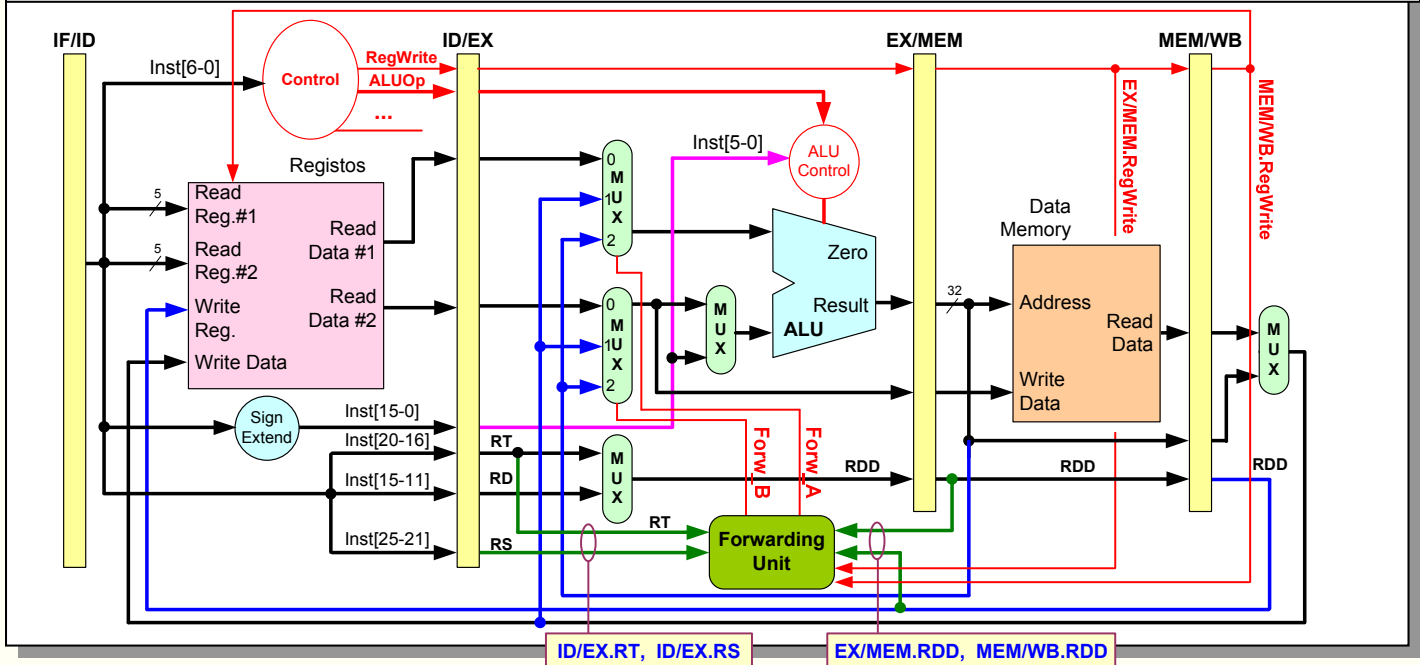 IF/ID
ID/EX
EX/MEM
MEM/WB
Inst[6-0]
Control
RegWrite
ALUOp
...
Inst[5-0]
ALU
Control
EX/MEM.RegWrite
MEM/WB.RegWrite
Registos
5
Read
Reg.#1
5
Read
Reg.#2
Write
Reg.
Write Data
Read
Data #1
Read
Data #2
0
1
2
MUX
0
1
2
MUX
MUX
Zero
Result
ALU
32
Data
Memory
Address
Read
Data
Write
Data
MUX
Sign
Extend
Inst[15-0]
Inst[20-16]
Inst[15-11]
Inst[25-21]
RT
RD
RS
MUX
RT
Forw_B
Forw_A
RDD
RDD
RDD
Forwarding
Unit
ID/EX.RT, ID/EX.RS
EX/MEM.RDD, MEM/WB.RDD